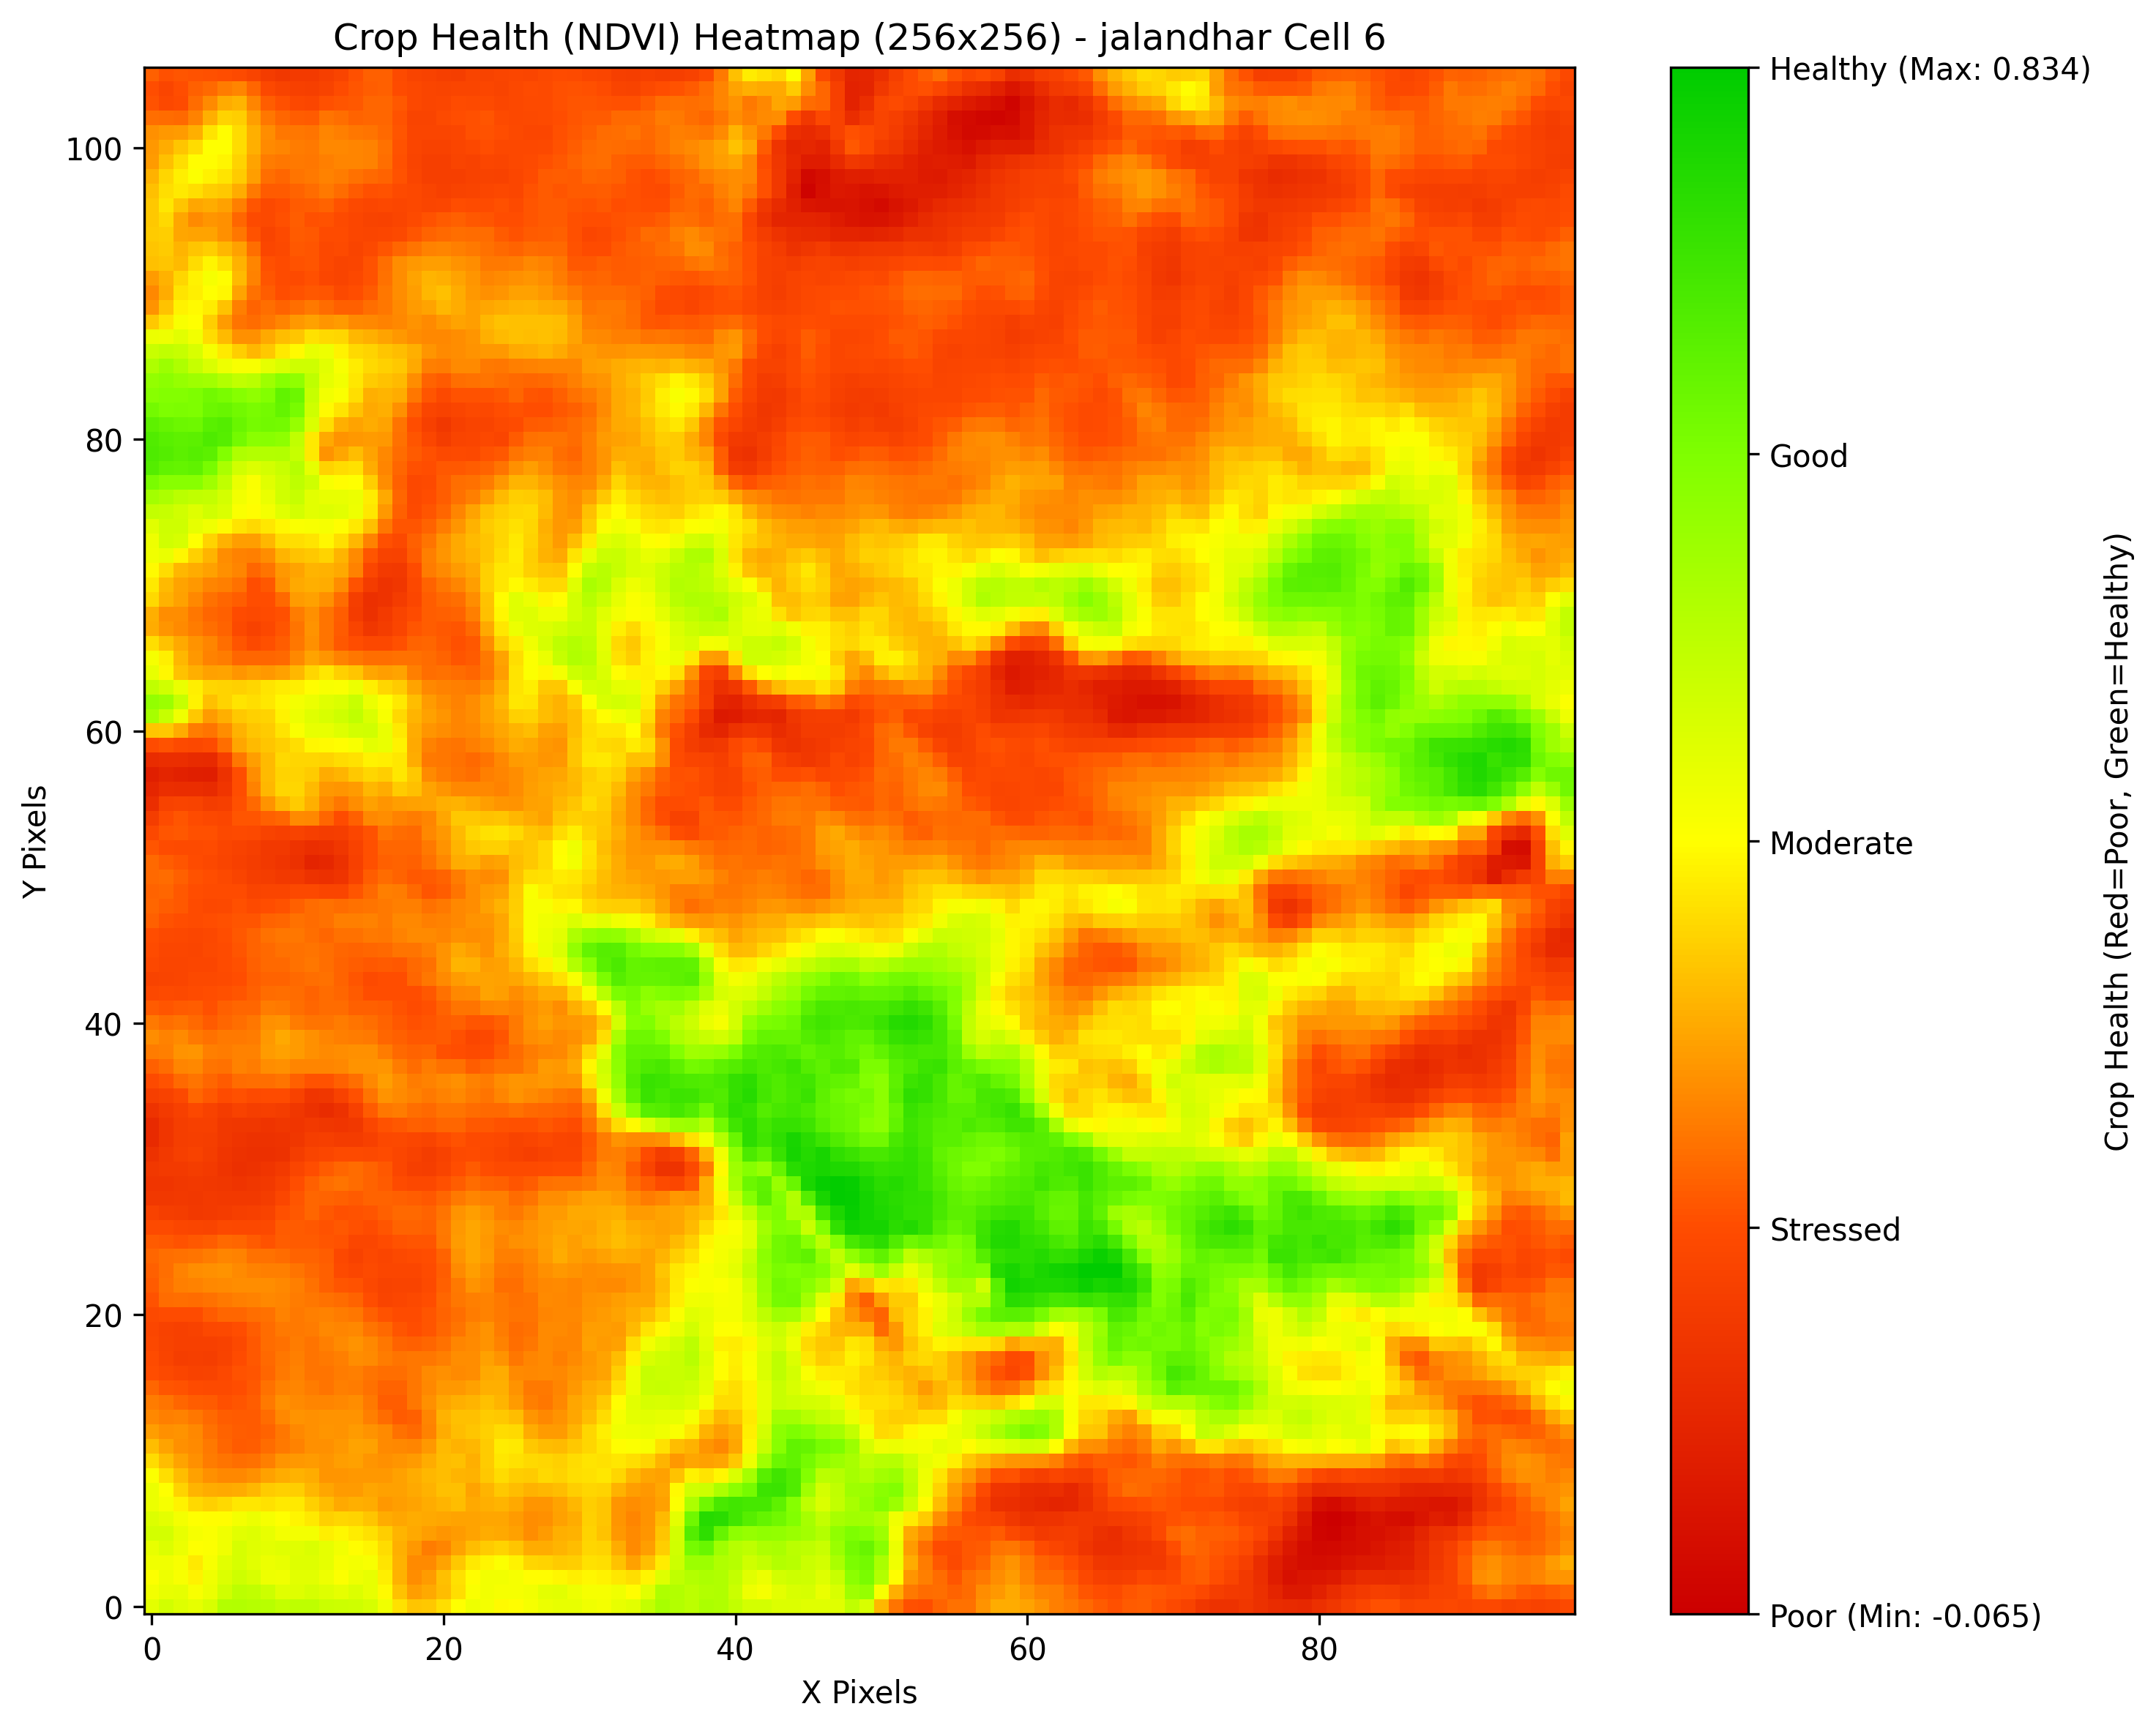 Crop Health (NDVI) Heatmap (256x256) - jalandhar Cell 6
Healthy (Max: 0.834)
Good
Moderate
Stressed
Poor (Min: -0.065)
Crop Health (Red=Poor, Green=Healthy)
Y Pixels
100
80
60
40
20
0
0 20 40 60 80
X Pixels